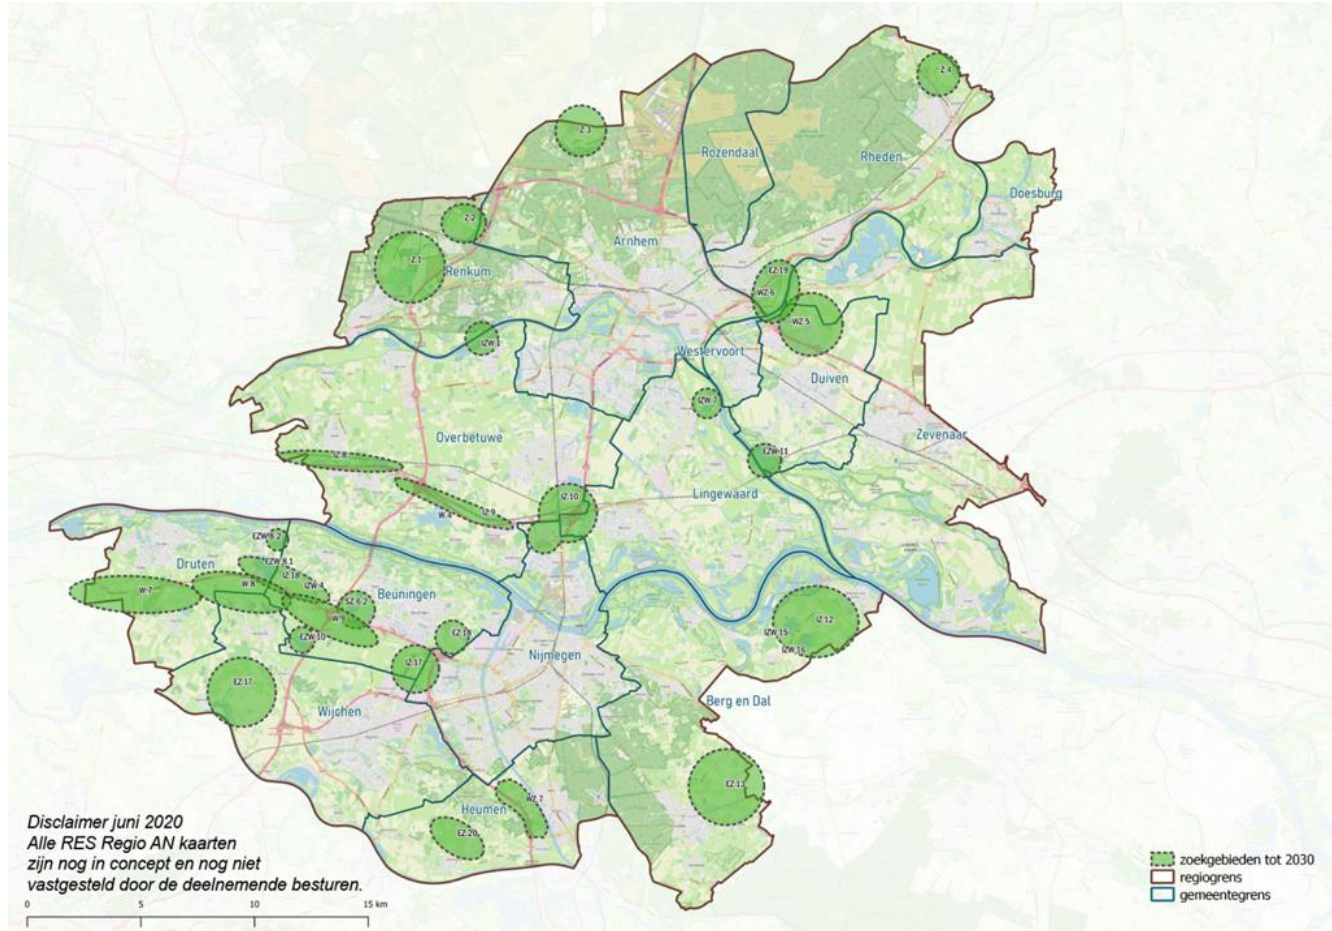 Z.4
Z.3
Rozendaal
Rheden
Doesburg
Z.2
Arnhem
Z.1
Renkum
EZ.19
WZ.6
WZ.5
IZW.1
Westervoort
Duiven
IZW.7
Overbetuwe
Zevenaar
IZ.8
EZW.11
Lingewaard
IZ.10
W.4
IZ.9
Druten
EZW.8.1
IZ.18
W.7
W.8
IZW.4
Beuningen
SZ.6.2
W.9
IZ.12
EZW.10
EZ.18
IZW.15
IZW.16
Nijmegen
IZ.17
EZ.17
Wijchen
Berg en Dal
EZ.13
WZ.7
Heumen
EZ.20
Disclaimer juni 2020
Alle RES Regio AN kaarten
zijn nog in concept en nog niet
vastgesteld door de deelnemende besturen.
0 5 10 15 km
zoekgebieden tot 2030
regiogrens
gemeentegrens